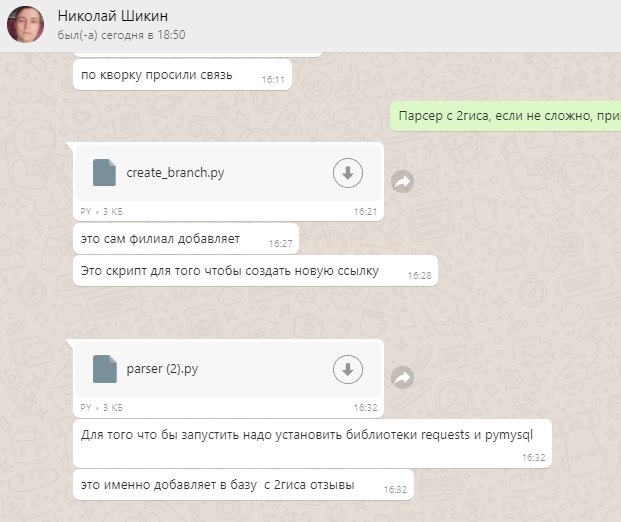 Николай Шикин
был(-а) сегодня в 18:50
по кворку просили связь 16:11
Парсер с 2гиса, если не сложно,
create_branch.py
PY • 3 КБ 16:21
это сам филиал добавляет 16:27
Это скрипт для того чтобы создать новую ссылку 16:28
parser (2).py
PY • 3 КБ 16:32
Для того что бы запустить надо установить библиотеки requests и pymysql
16:32
это именно добавляет в базу с 2гиса отзывы 16:32